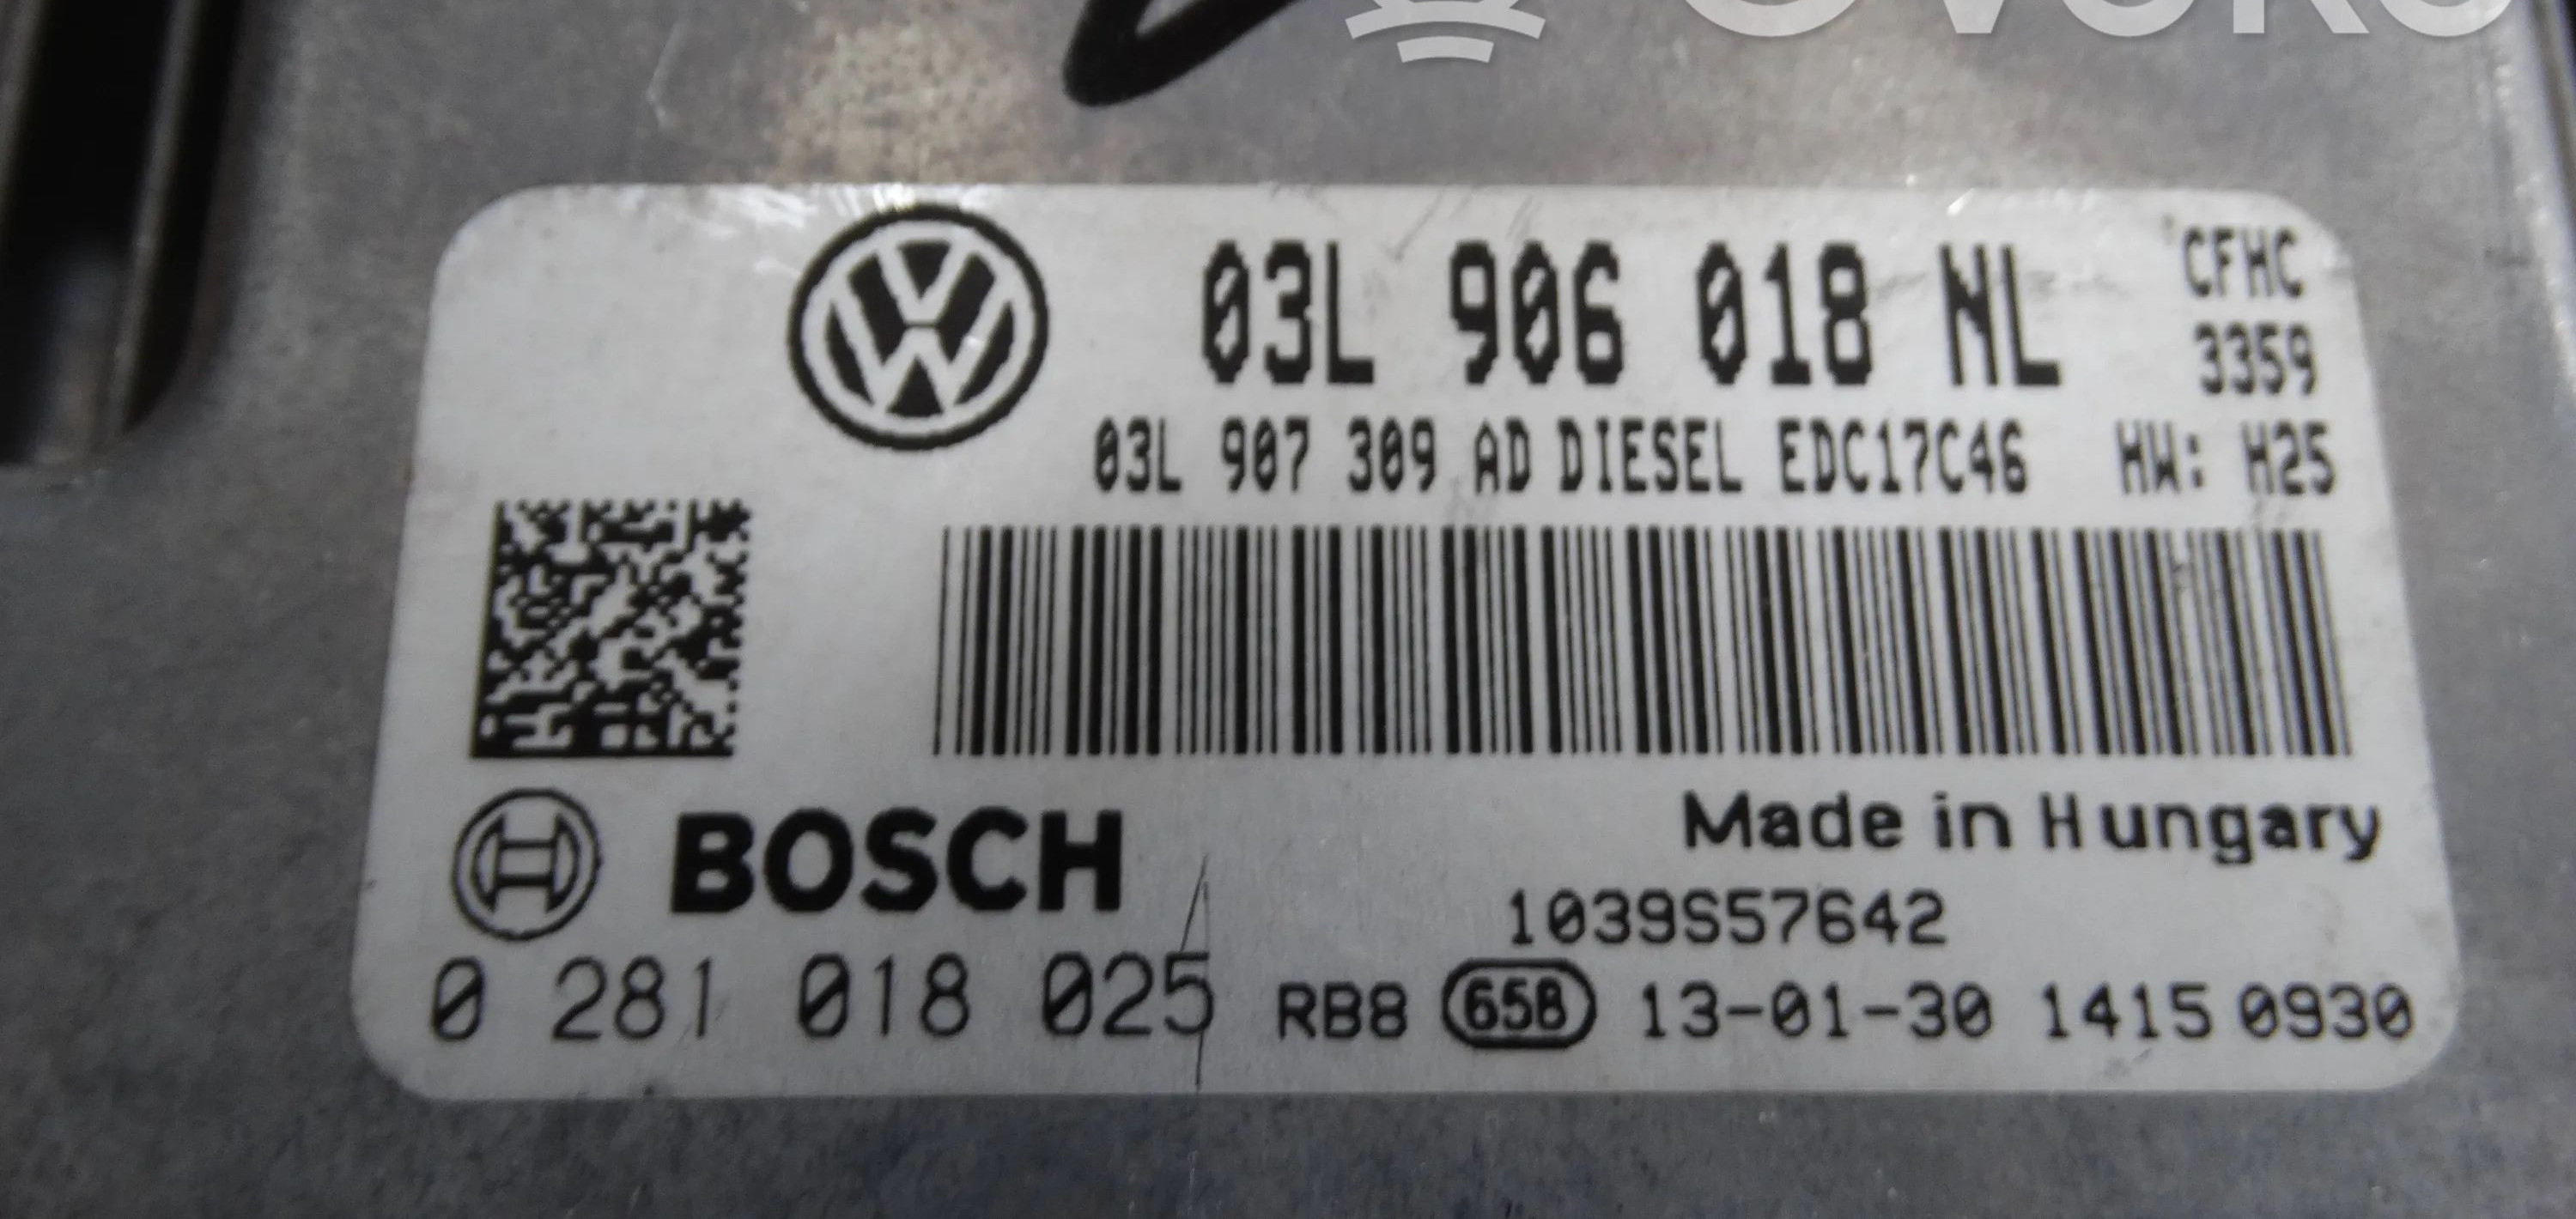 03L 906 018 NL
CFHC
3359
03L 907 309 AD DIESEL EDC17C46 HW: H25
BOSCH
Made in Hungary
1039S57642
0 281 018 025 RB8 65B 13-01-30 1415 0930